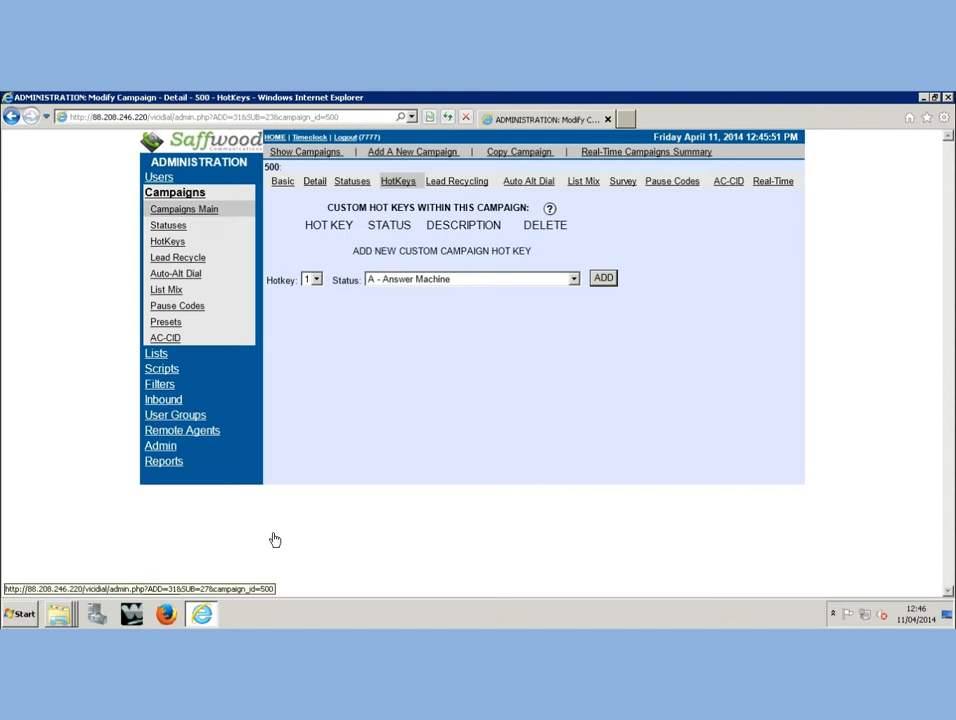 ADMINISTRATION: Modify Campaign - Detail - 500 - HotKeys - Windows Internet Explorer
http://88.208.246.220/vicidial/admin.php?ADD=31&SUB=23&campaign_id=500
ADMINISTRATION: Modify C...
Saffwood
Communications
HOME | Timeclock | Logout (7777)
Friday April 11, 2014 12:45:51 PM
Show Campaigns | Add A New Campaign | Copy Campaign | Real-Time Campaigns Summary
500:
Basic Detail Statuses HotKeys Lead Recycling Auto Alt Dial List Mix Survey Pause Codes AC-CID Real-Time
ADMINISTRATION
Users
Campaigns
Campaigns Main
Statuses
HotKeys
Lead Recycle
Auto-Alt Dial
List Mix
Pause Codes
Presets
AC-CID
Lists
Scripts
Filters
Inbound
User Groups
Remote Agents
Admin
Reports
CUSTOM HOT KEYS WITHIN THIS CAMPAIGN: ?
HOT KEY STATUS DESCRIPTION DELETE
ADD NEW CUSTOM CAMPAIGN HOT KEY
Hotkey: 1 Status: A - Answer Machine ADD
http://88.208.246.220/vicidial/admin.php?ADD=31&SUB=27&campaign_id=500
Start
12:46
11/04/2014